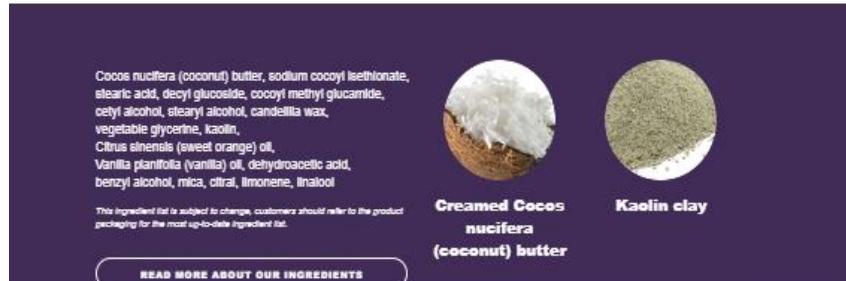 Cocos nucifera (coconut) butter, sodium cocoyl isethionate,
stearic acid, decyl glucoside, cocoyl methyl glucamide,
cetyl alcohol, stearyl alcohol, candelilla wax,
vegetable glycerine, kaolin,
Citrus sinensis (sweet orange) oil,
Vanilla planifolia (vanilla) oil, dehydroacetic acid,
benzyl alcohol, mica, citral, limonene, linalool
This ingredient list is subject to change, customers should refer to the product
packaging for the most up-to-date ingredient list.
READ MORE ABOUT OUR INGREDIENTS
Creamed Cocos
nucifera
(coconut) butter
Kaolin clay